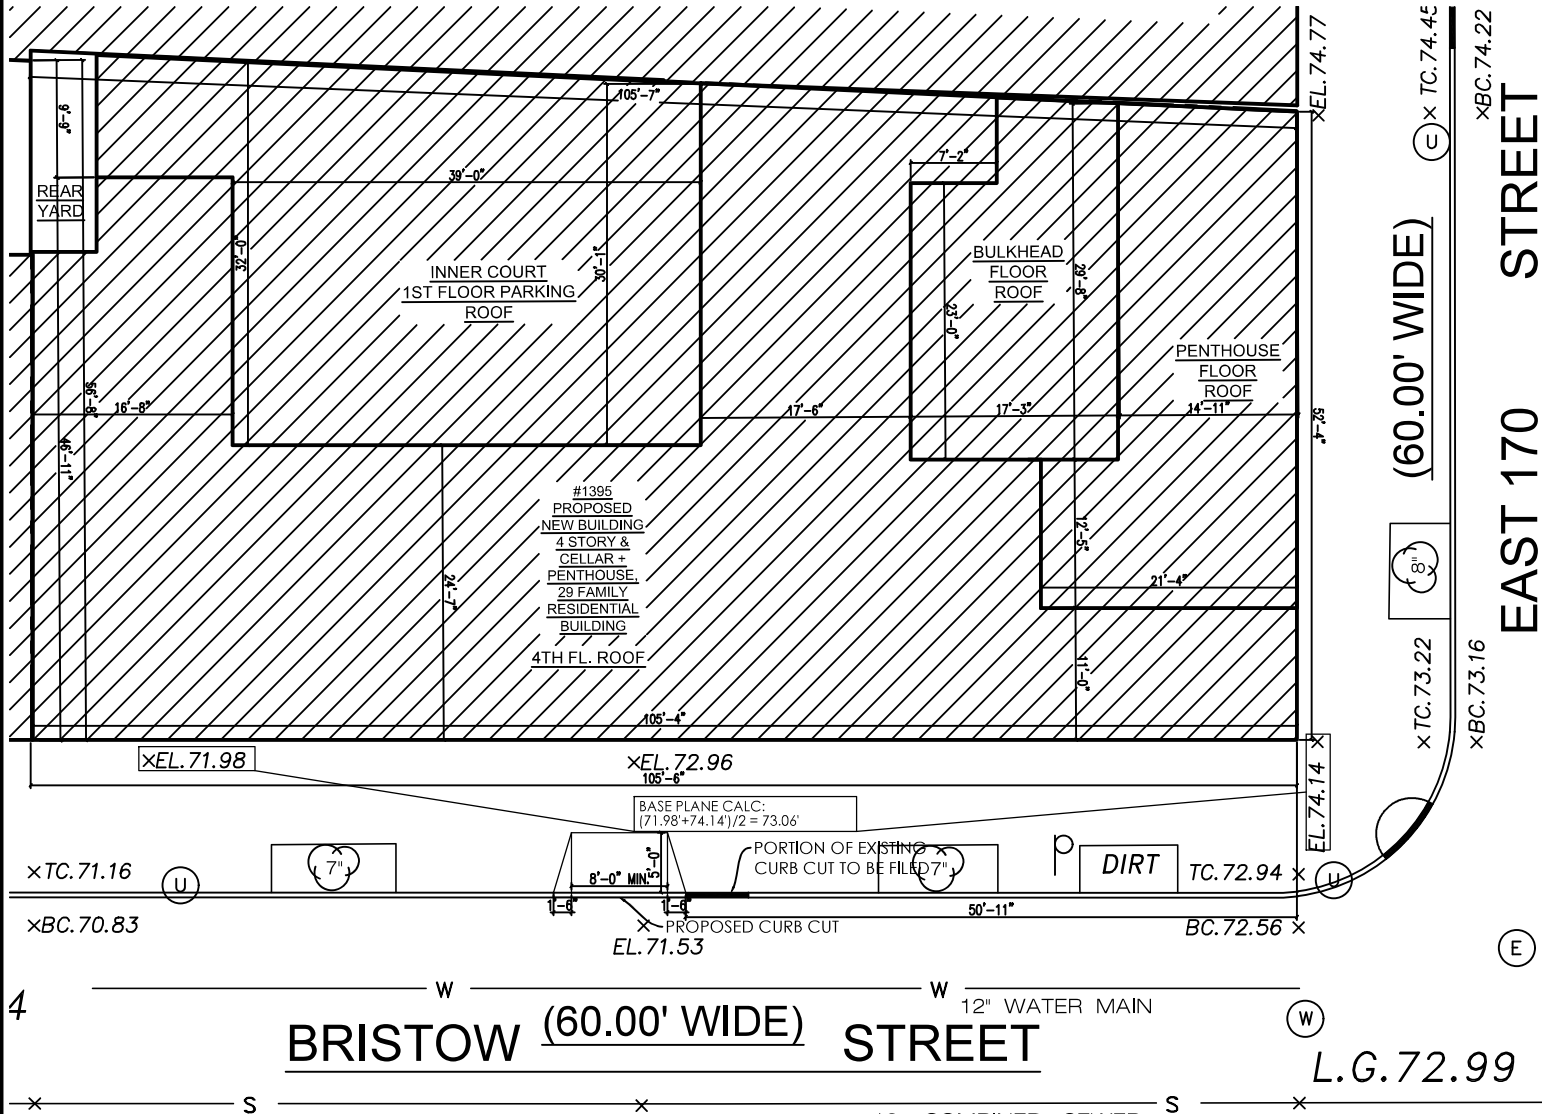 EL.74.77
TC.74.45
BC.74.22
9'-9"
REAR
YARD
105'-7"
39'-0"
32'-0"
30'-1"
INNER COURT
1ST FLOOR PARKING
ROOF
7'-2"
BULKHEAD
FLOOR
ROOF
29'-8"
23'-0"
PENTHOUSE
FLOOR
ROOF
56'-8"
16'-8"
46'-11"
17'-6"
17'-3"
14'-11"
52'-4"
U
(60.00' WIDE)
EAST 170 STREET
#1395
PROPOSED
NEW BUILDING
4 STORY &
CELLAR +
PENTHOUSE,
29 FAMILY
RESIDENTIAL
BUILDING
4TH FL. ROOF
24'-7"
12'-5"
21'-4"
11'-0"
8"
TC.73.22
BC.73.16
105'-4"
EL.71.98
EL.72.96
105'-6"
EL.74.14
BASE PLANE CALC:
(71.98'+74.14')/2 = 73.06'
PORTION OF EXISTING
CURB CUT TO BE FILED
TC.71.16
U
7"
8'-0" MIN.
5'-0"
7"
DIRT
TC.72.94
U
1'-6"
1'-6"
50'-11"
BC.70.83
PROPOSED CURB CUT
EL.71.53
BC.72.56
E
W
W
12" WATER MAIN
4
BRISTOW (60.00' WIDE) STREET
W
L.G.72.99
S
S